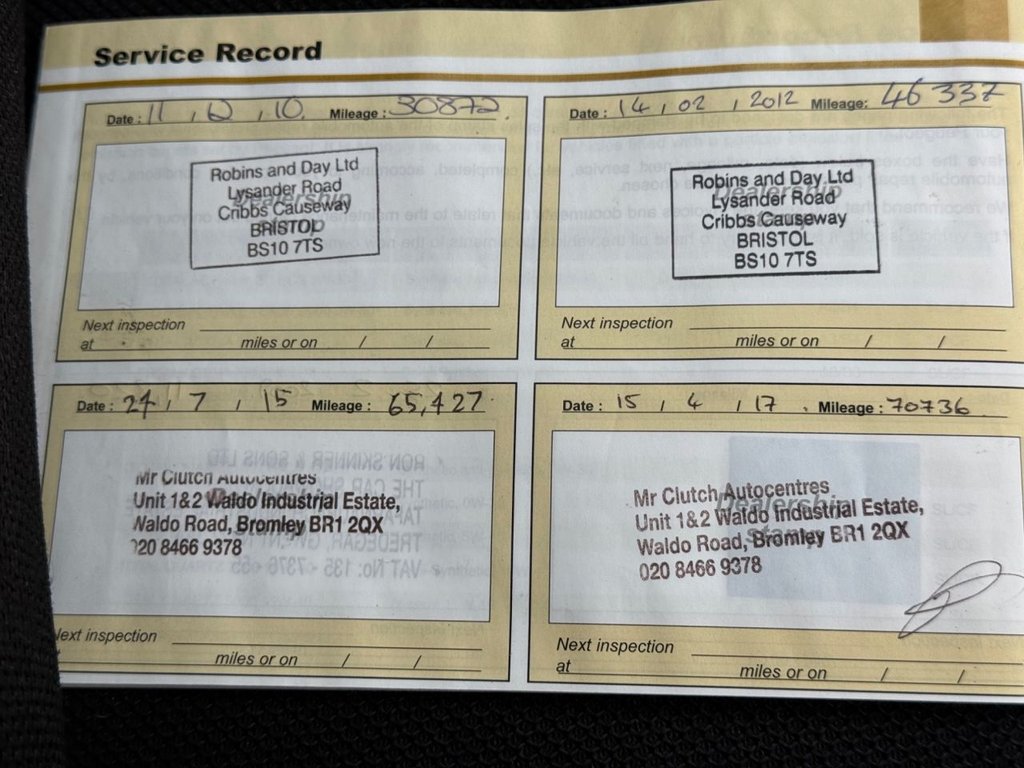 Service Record
Date : 11 , 12 , 10. Mileage : 30872.
Robins and Day Ltd
Lysander Road
Cribbs Causeway
BRISTOL
BS10 7TS
Next inspection
at miles or on / /
Date : 14 , 02 , 2012 Mileage: 46337
Dealership
Robins and Day Ltd
Lysander Road
Cribbs Causeway
BRISTOL
BS10 7TS
Next inspection
at miles or on / /
Date : 24 , 7 , 15 Mileage : 65,427
Mr Clutch Autocentres
Unit 1&2 Waldo Industrial Estate,
Waldo Road, Bromley BR1 2QX
020 8466 9378
Next inspection
miles or on / /
Date : 15 , 4 , 17 . Mileage : 70736
Dealership
stamp
Mr Clutch Autocentres
Unit 1&2 Waldo Industrial Estate,
Waldo Road, Bromley BR1 2QX
020 8466 9378
Next inspection
at miles or on / /